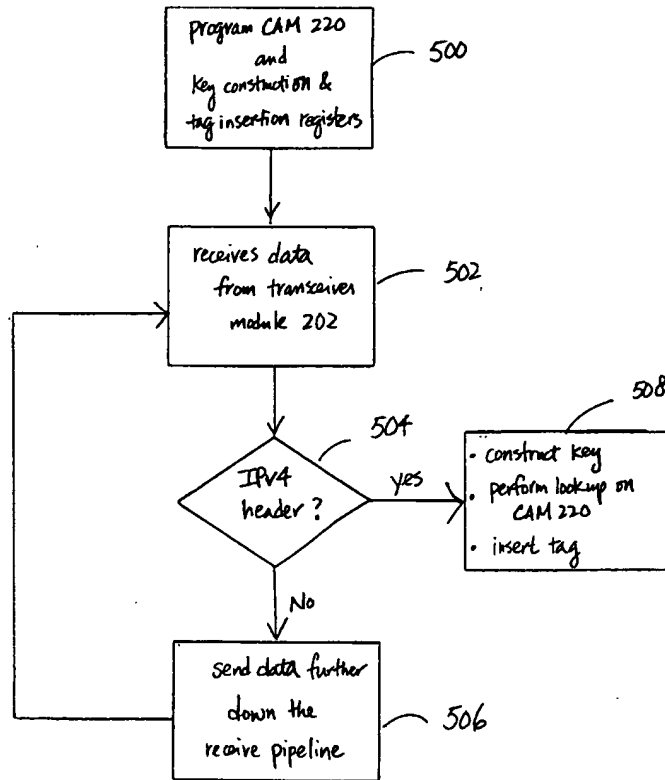 program CAM 220
and
key construction &
tag insertion registers
500
receives data
from transceiver
module 202
502
504
IPv4
header?
yes
508
• construct key
• perform lookup on
CAM 220
• insert tag
No
send data further
down the
receive pipeline
506